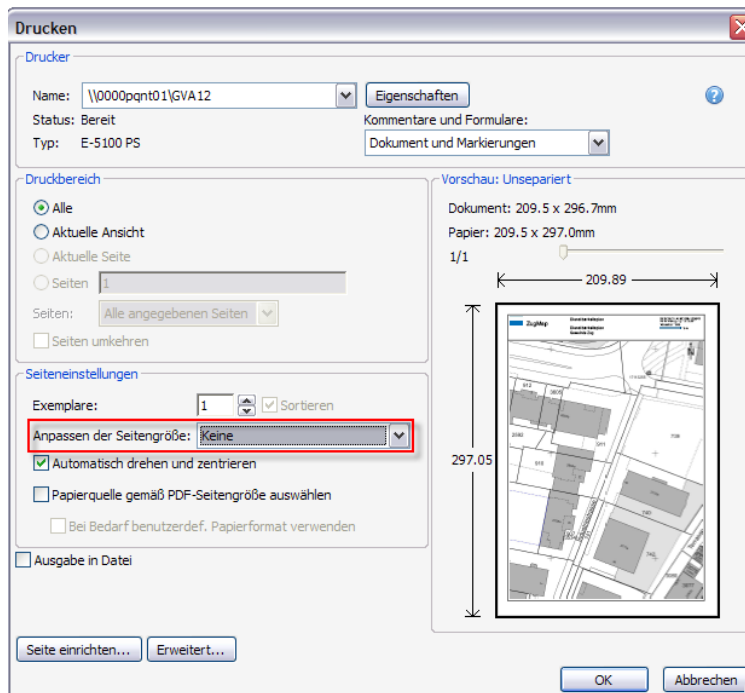 Drucken
Drucker
Name: \\0000pqnt01\GVA12 Eigenschaften
Status: Bereit Kommentare und Formulare:
Typ: E-5100 PS Dokument und Markierungen
Druckbereich
Alle
Aktuelle Ansicht
Aktuelle Seite
Seiten 1
Seiten: Alle angegebenen Seiten
Seiten umkehren
Seiteneinstellungen
Exemplare: 1 Sortieren
Anpassen der Seitengröße: Keine
Automatisch drehen und zentrieren
Papierquelle gemäß PDF-Seitengröße auswählen
Bei Bedarf benutzerdef. Papierformat verwenden
Ausgabe in Datei
Vorschau: Unsepariert
Dokument: 209.5 x 296.7mm
Papier: 209.5 x 297.0mm
1/1
209.89
297.05
ZugMap
Seite einrichten... Erweitert...
OK Abbrechen